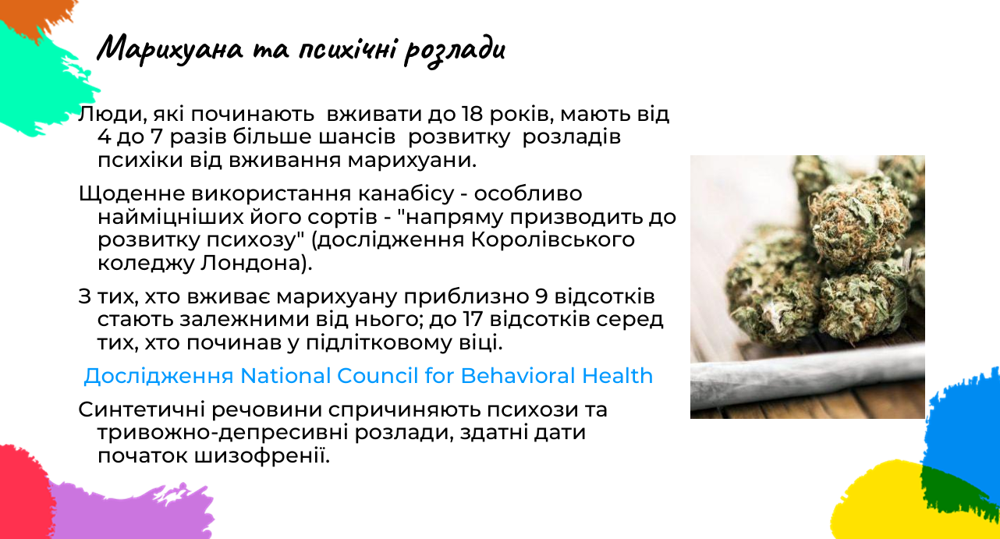 Марихуана та психічні розлади
Люди, які починають  вживати до 18 років, мають від
4 до 7 разів більше шансів  розвитку  розладів
психіки від вживання марихуани.
Щоденне використання канабісу - особливо
найміцніших його сортів - "напряму призводить до
розвитку психозу" (дослідження Королівського
коледжу Лондона).
З тих, хто вживає марихуану приблизно 9 відсотків
стають залежними від нього; до 17 відсотків серед
тих, хто починав у підлітковому віці.
Дослідження National Council for Behavioral Health
Синтетичні речовини спричиняють психози та
тривожно-депресивні розлади, здатні дати
початок шизофренії.